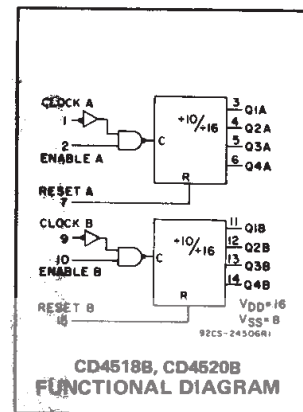 CLOCK A
1
2
ENABLE A
RESET A
7
÷10/÷16
C
R
3 Q1A
4 Q2A
5 Q3A
6 Q4A
CLOCK B
9
10
ENABLE B
RESET B
15
÷10/÷16
C
R
11 Q1B
12 Q2B
13 Q3B
14 Q4B
VDD=16
VSS=8
92CS-24506R1
CD4518B, CD4520B
FUNCTIONAL DIAGRAM